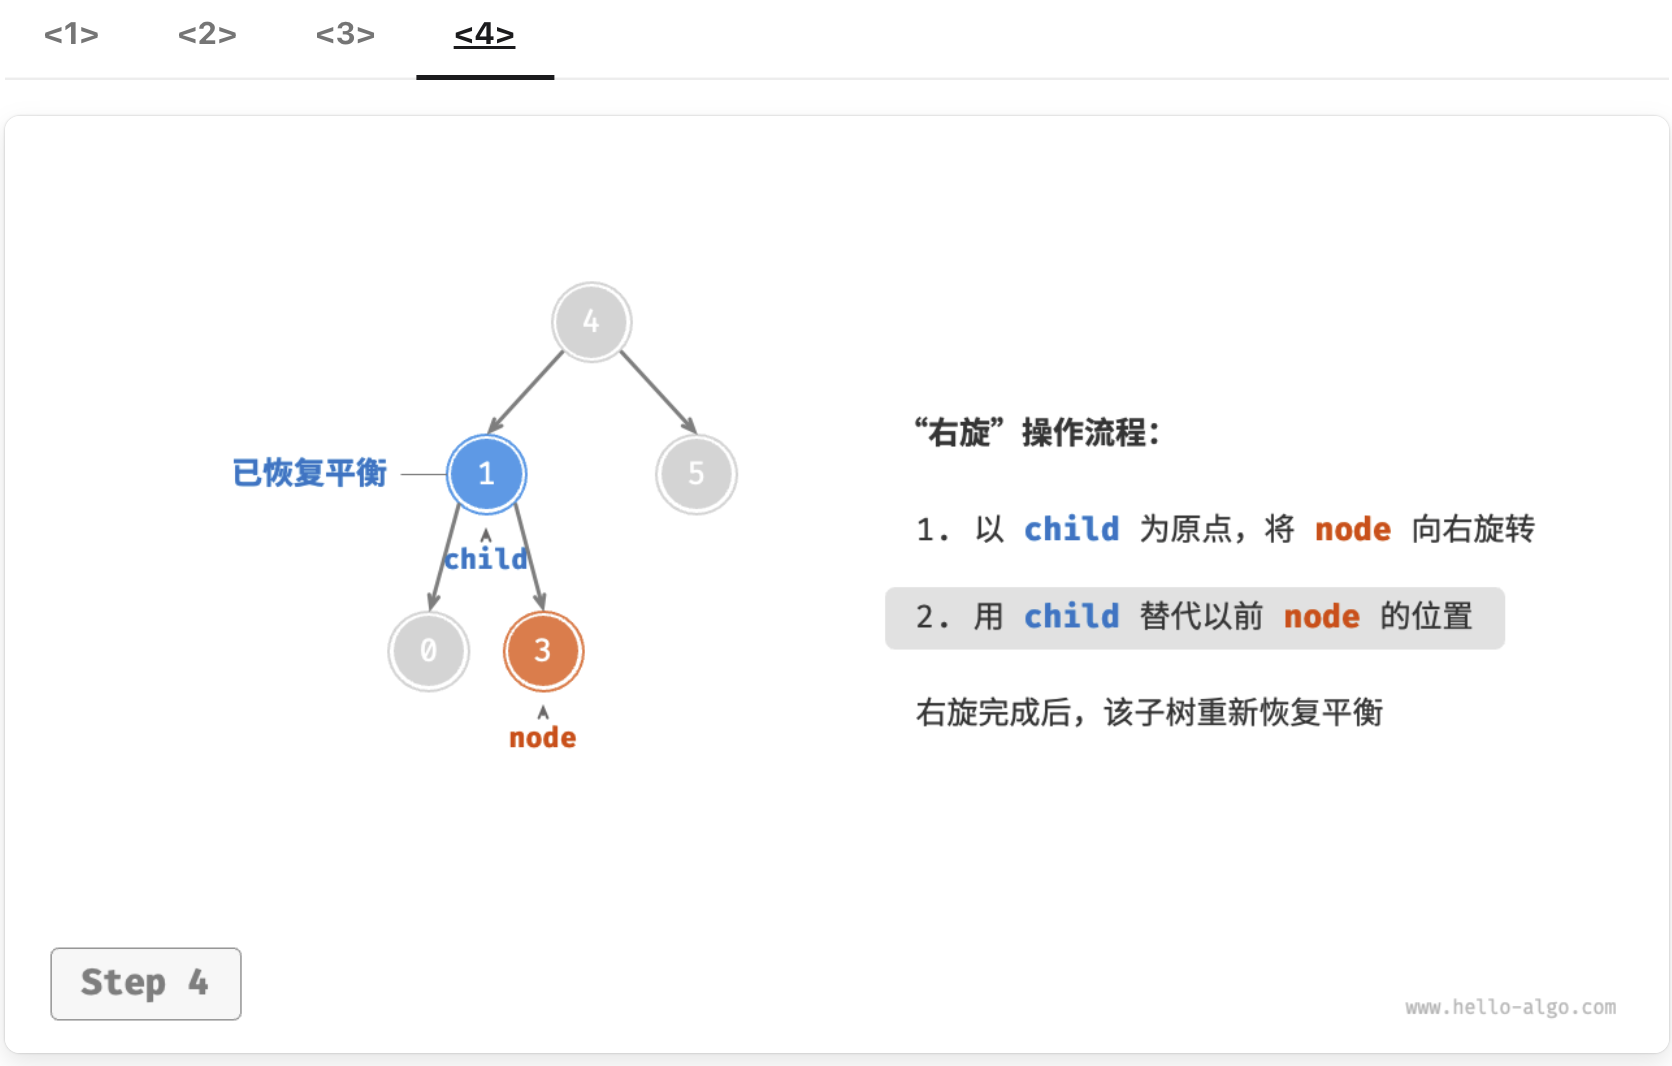 <1> <2> <3> <4>
4
已恢复平衡 1 5
child
0 3
node
“右旋”操作流程：
1. 以 child 为原点，将 node 向右旋转
2. 用 child 替代以前 node 的位置
右旋完成后，该子树重新恢复平衡
Step 4
www.hello-algo.com